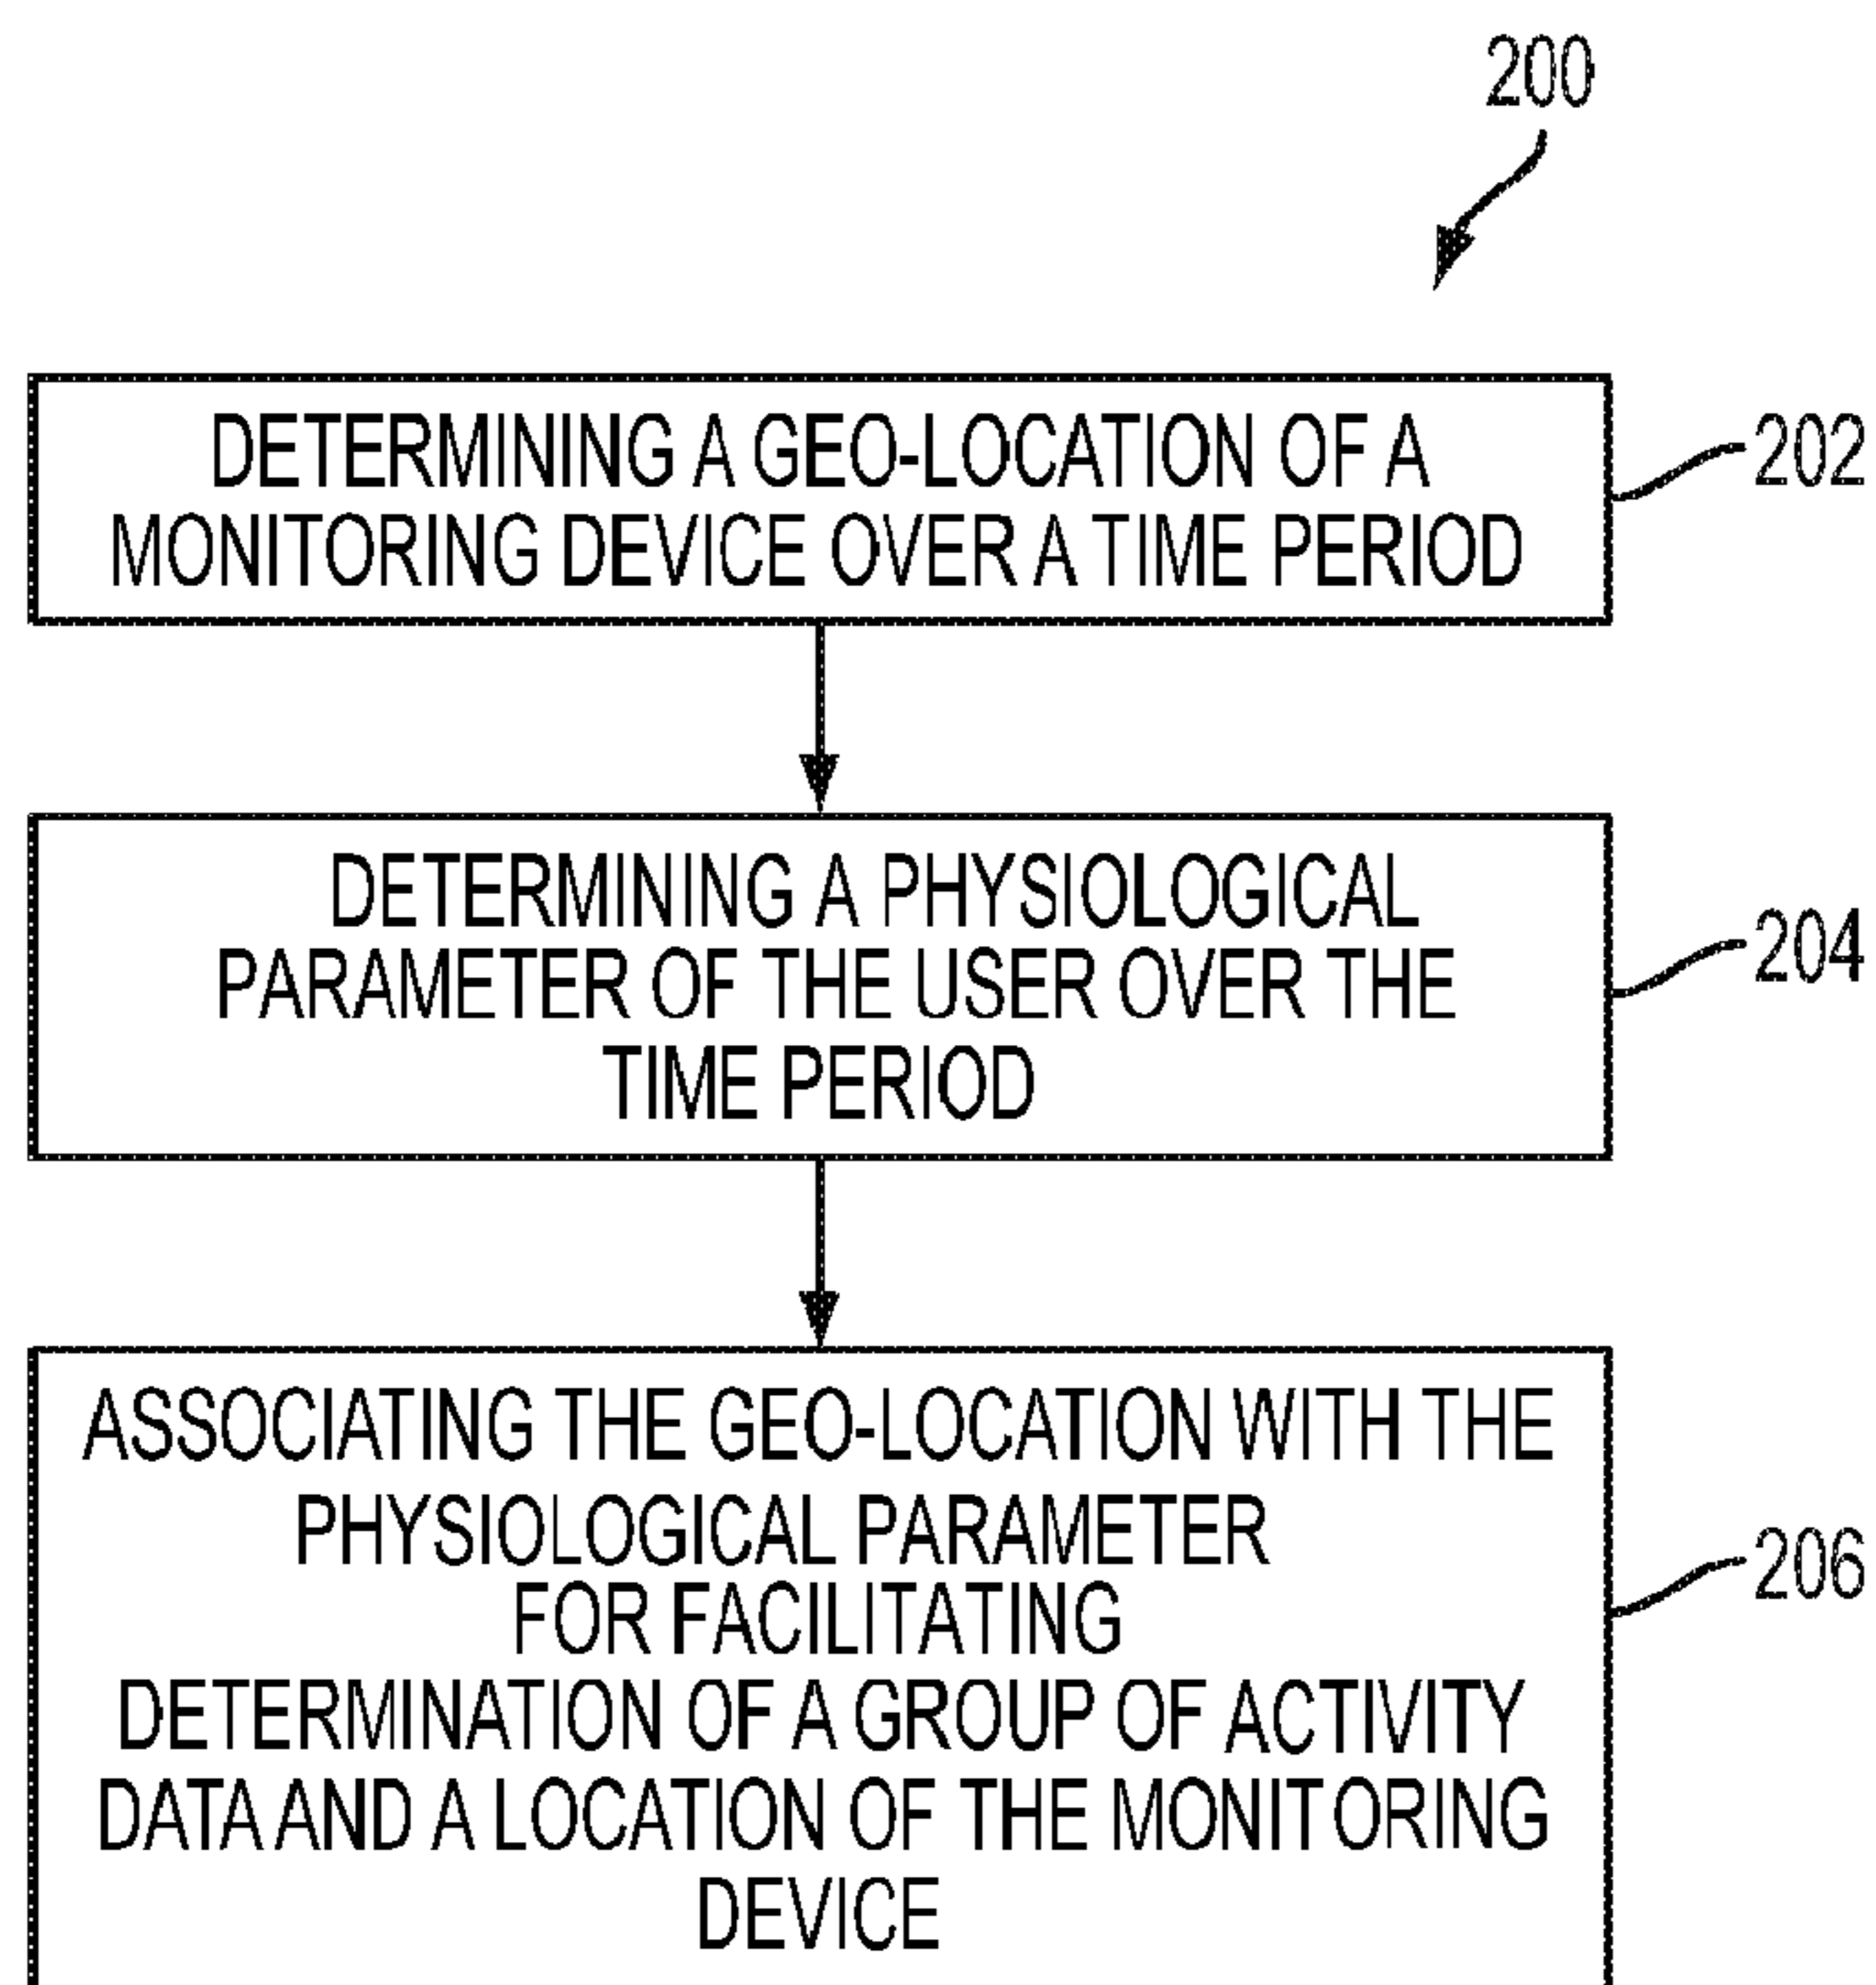 200
DETERMINING A GEO-LOCATION OF A
MONITORING DEVICE OVER A TIME PERIOD
202
DETERMINING A PHYSIOLOGICAL
PARAMETER OF THE USER OVER THE
TIME PERIOD
204
ASSOCIATING THE GEO-LOCATION WITH THE
PHYSIOLOGICAL PARAMETER
FOR FACILITATING
DETERMINATION OF A GROUP OF ACTIVITY
DATA AND A LOCATION OF THE MONITORING
DEVICE
206